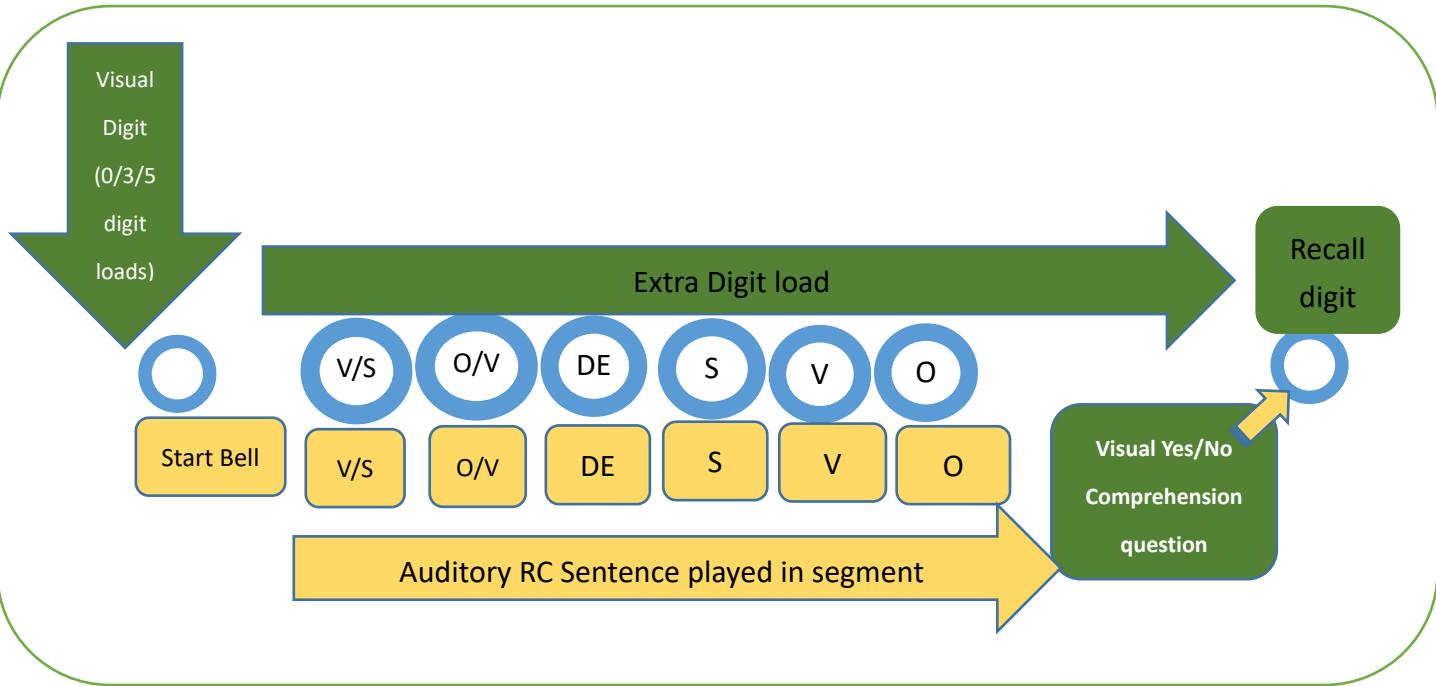 Visual
Digit
(0/3/5
digit
loads)
Extra Digit load
Recall
digit
V/S
O/V
DE
S
V
O
Start Bell
V/S
O/V
DE
S
V
O
Visual Yes/No
Comprehension
question
Auditory RC Sentence played in segment